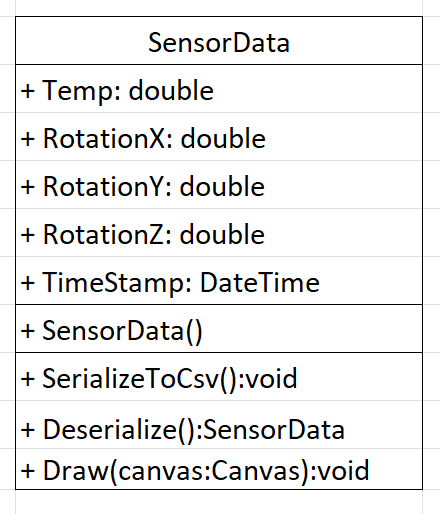 SensorData
+ Temp: double
+ RotationX: double
+ RotationY: double
+ RotationZ: double
+ TimeStamp: DateTime
+ SensorData()
+ SerializeToCsv():void
+ Deserialize():SensorData
+ Draw(canvas:Canvas):void